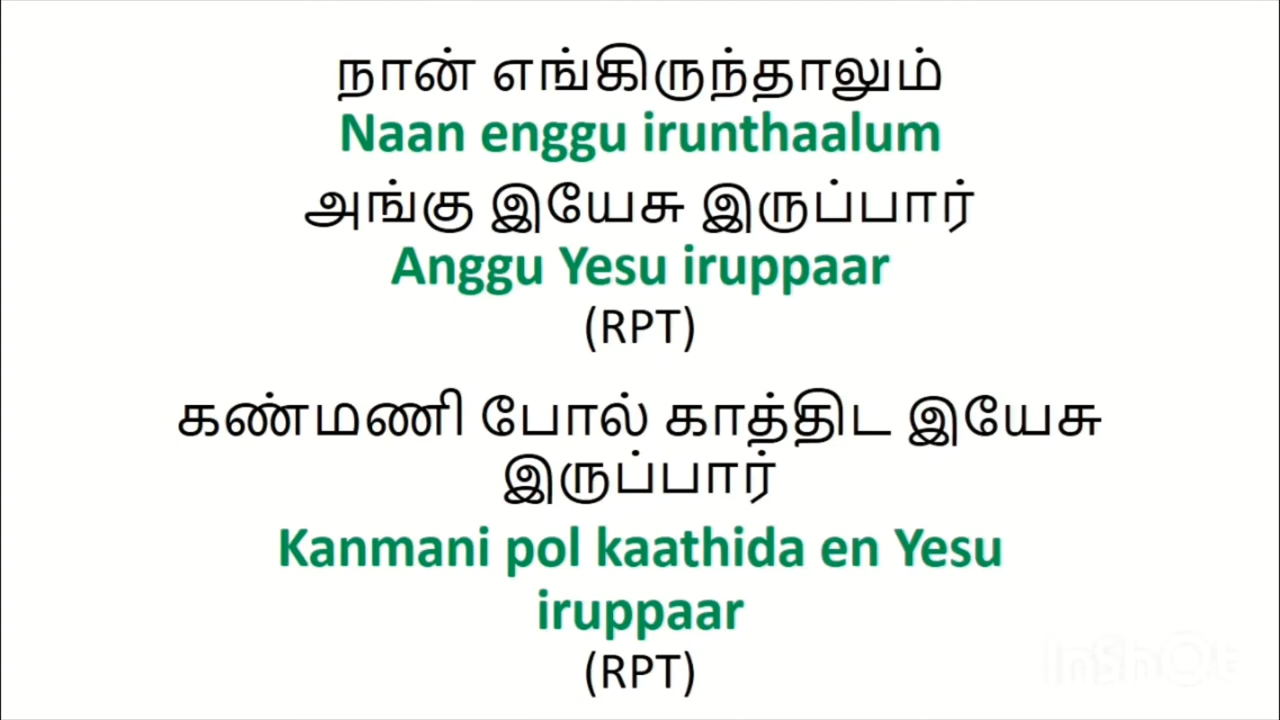 நான் எங்கிருந்தாலும்
Naan enggu irunthaalum
அங்கு இயேசு இருப்பார்
Anggu Yesu iruppaar
(RPT)
கண்மணி போல் காத்திட இயேசு
இருப்பார்
Kanmani pol kaathida en Yesu
iruppaar
(RPT)
InShOt